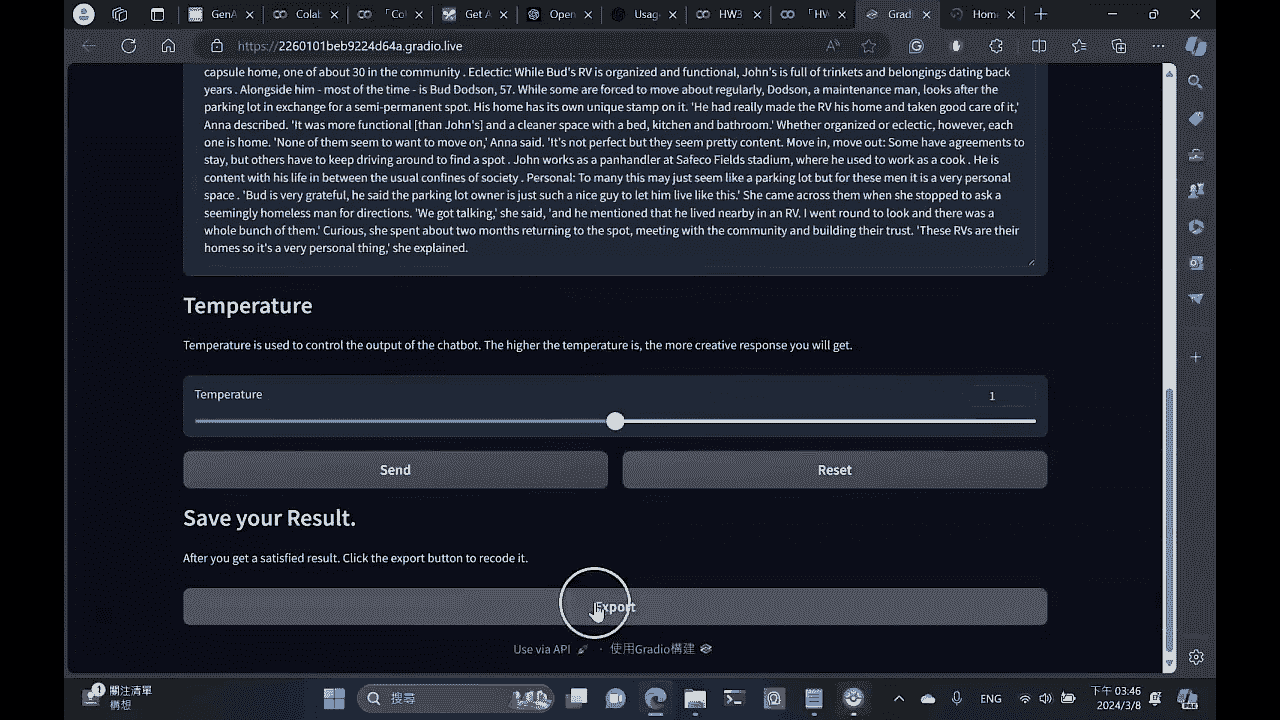 GenA
Colab
「Col
Get A
Open
Usag
HW3
「HW
Gradi
Hom
https://2260101beb9224d64a.gradio.live
capsule home, one of about 30 in the community . Eclectic: While Bud's RV is organized and functional, John's is full of trinkets and belongings dating back
years . Alongside him - most of the time - is Bud Dodson, 57. While some are forced to move about regularly, Dodson, a maintenance man, looks after the
parking lot in exchange for a semi-permanent spot. His home has its own unique stamp on it. 'He had really made the RV his home and taken good care of it,'
Anna described. 'It was more functional [than John's] and a cleaner space with a bed, kitchen and bathroom.' Whether organized or eclectic, however, each
one is home. 'None of them seem to want to move on,' Anna said. 'It's not perfect but they seem pretty content. Move in, move out: Some have agreements to
stay, but others have to keep driving around to find a spot . John works as a panhandler at Safeco Fields stadium, where he used to work as a cook . He is
content with his life in between the usual confines of society . Personal: To many this may just seem like a parking lot but for these men it is a very personal
space . 'Bud is very grateful, he said the parking lot owner is just such a nice guy to let him live like this.' She came across them when she stopped to ask a
seemingly homeless man for directions. 'We got talking,' she said, 'and he mentioned that he lived nearby in an RV. I went round to look and there was a
whole bunch of them.' Curious, she spent about two months returning to the spot, meeting with the community and building their trust. 'These RVs are their
homes so it's a very personal thing,' she explained.
Temperature
Temperature is used to control the output of the chatbot. The higher the temperature is, the more creative response you will get.
Temperature
1
Send
Reset
Save your Result.
After you get a satisfied result. Click the export button to recode it.
Export
Use via API
·
使用Gradio構建
1
關注清單
構想
搜尋
ENG
下午 03:46
2024/3/8